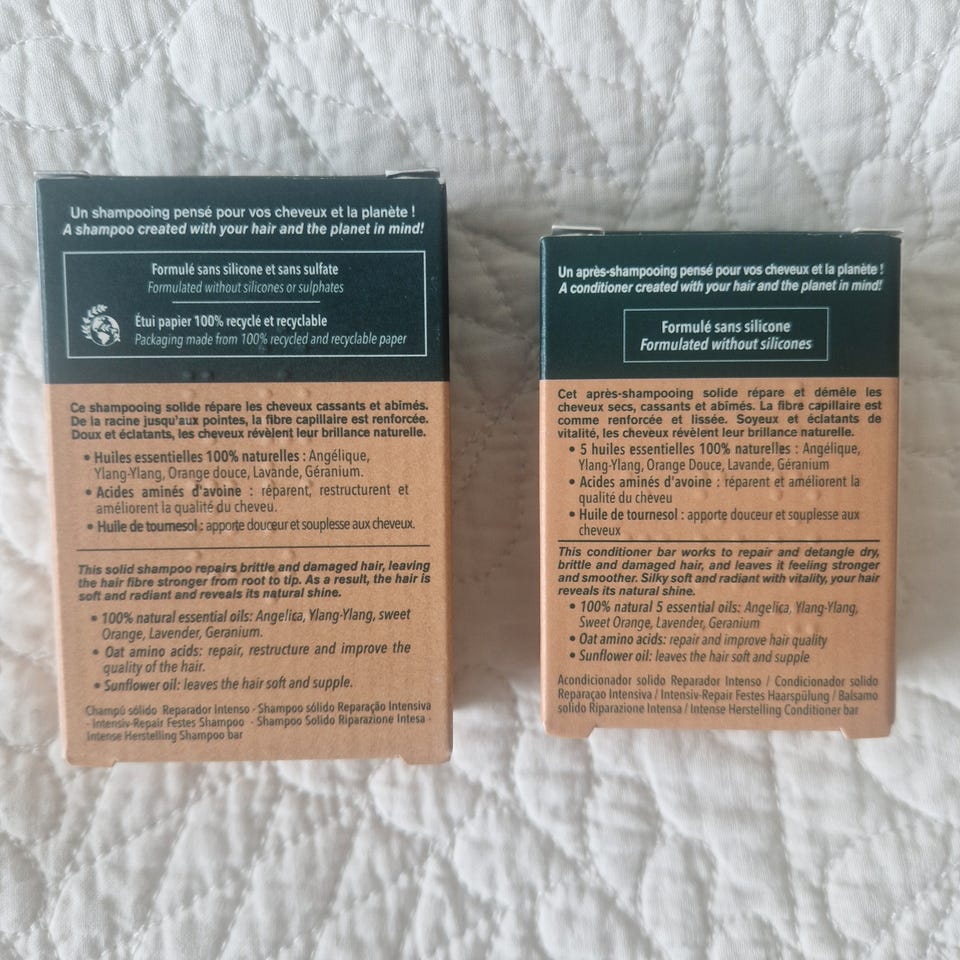 Un shampooing pensé pour vos cheveux et la planète !
A shampoo created with your hair and the planet in mind!
Formulé sans silicone et sans sulfate
Formulated without silicones or sulphates
Étui papier 100% recyclé et recyclable
Packaging made from 100% recycled and recyclable paper
Ce shampooing solide répare les cheveux cassants et abîmés.
De la racine jusqu'aux pointes, la fibre capillaire est renforcée.
Doux et éclatants, les cheveux révèlent leur brillance naturelle.
• Huiles essentielles 100% naturelles : Angélique,
Ylang-Ylang, Orange douce, Lavande, Géranium.
• Acides aminés d'avoine : réparent, restructurent et
améliorent la qualité du cheveu.
• Huile de tournesol : apporte douceur et souplesse aux cheveux.
This solid shampoo repairs brittle and damaged hair, leaving
the hair fibre stronger from root to tip. As a result, the hair is
soft and radiant and reveals its natural shine.
• 100% natural essential oils: Angelica, Ylang-Ylang, sweet
Orange, Lavender, Geranium.
• Oat amino acids: repair, restructure and improve the
quality of the hair.
• Sunflower oil: leaves the hair soft and supple.
Champú sólido Reparador Intenso · Shampoo sólido Reparação Intensiva
· Intensiv-Repair Festes Shampoo · Shampoo Solido Riparazione Intesa ·
Intense Herstelling Shampoo bar
Un après-shampooing pensé pour vos cheveux et la planète !
A conditioner created with your hair and the planet in mind!
Formulé sans silicone
Formulated without silicones
Cet après-shampooing solide répare et démêle les
cheveux secs, cassants et abîmés. La fibre capillaire est
comme renforcée et lissée. Soyeux et éclatants de
vitalité, les cheveux révèlent leur brillance naturelle.
• 5 huiles essentielles 100% naturelles : Angélique,
Ylang-Ylang, Orange Douce, Lavande, Géranium
• Acides aminés d'avoine : réparent et améliorent la
qualité du cheveu
• Huile de tournesol : apporte douceur et souplesse aux
cheveux
This conditioner bar works to repair and detangle dry,
brittle and damaged hair, and leaves it feeling stronger
and smoother. Silky soft and radiant with vitality, your hair
reveals its natural shine.
• 100% natural 5 essential oils: Angelica, Ylang-Ylang,
Sweet Orange, Lavender, Geranium
• Oat amino acids: repair and improve hair quality
• Sunflower oil: leaves the hair soft and supple
Acondicionador solido Reparador Intenso / Condicionador solido
Reparaçao Intensiva / Intensiv-Repair Festes Haarspülung / Balsamo
solido Riparazione Intensa / Intense Herstelling Conditioner bar